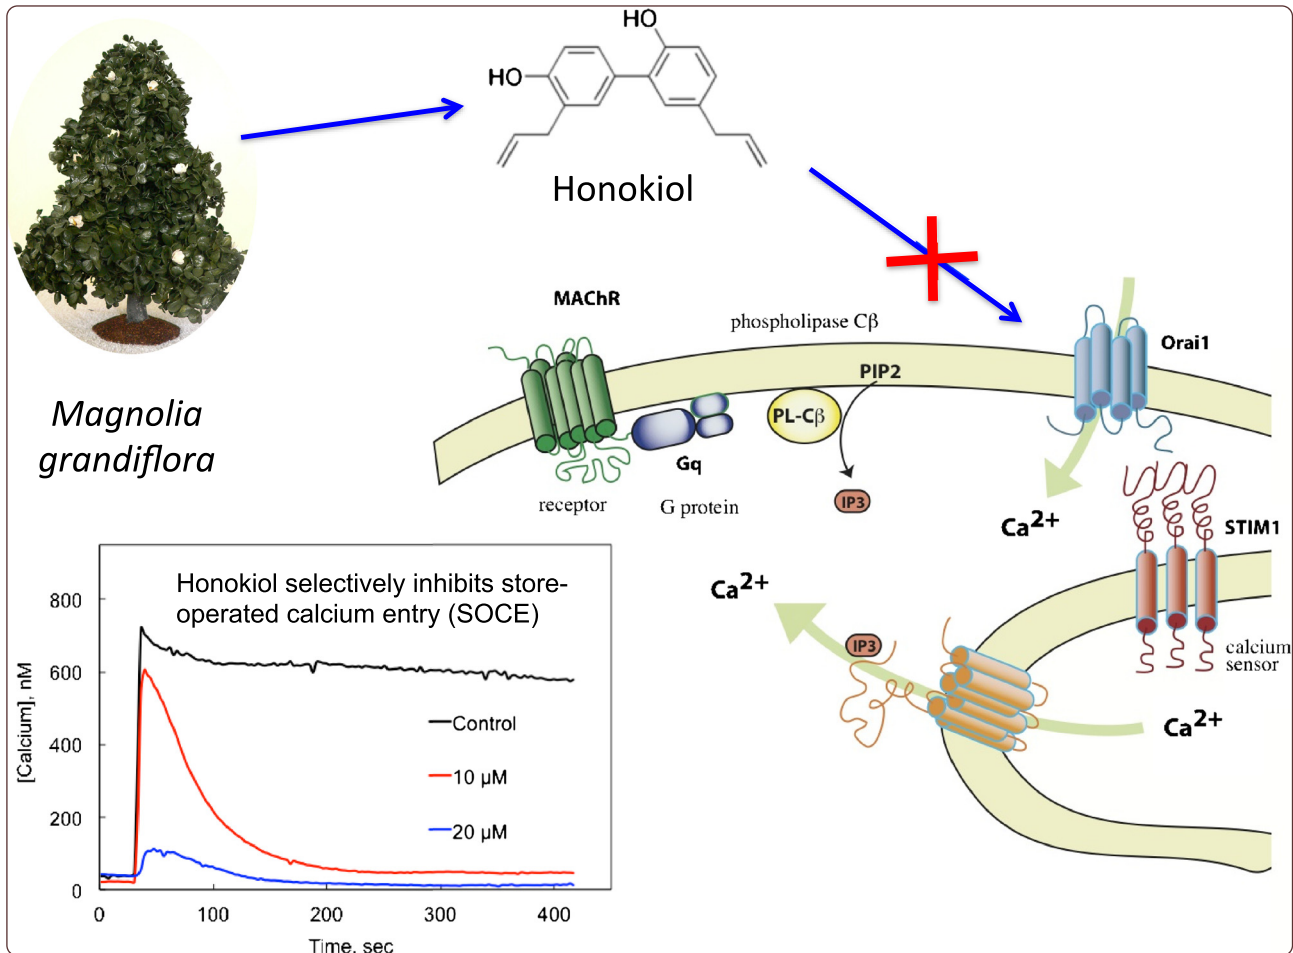 HO
HO
Honokiol
Magnolia
grandiflora
MAChR
phospholipase Cβ
Orai1
PIP2
PL-Cβ
Gq
IP3
receptor
G protein
Ca2+
STIM1
Ca2+
IP3
calcium
sensor
Ca2+
Honokiol selectively inhibits store-
operated calcium entry (SOCE)
800
600
400
200
0
[Calcium], nM
Control
10 µM
20 µM
0
100
200
300
400
Time, sec